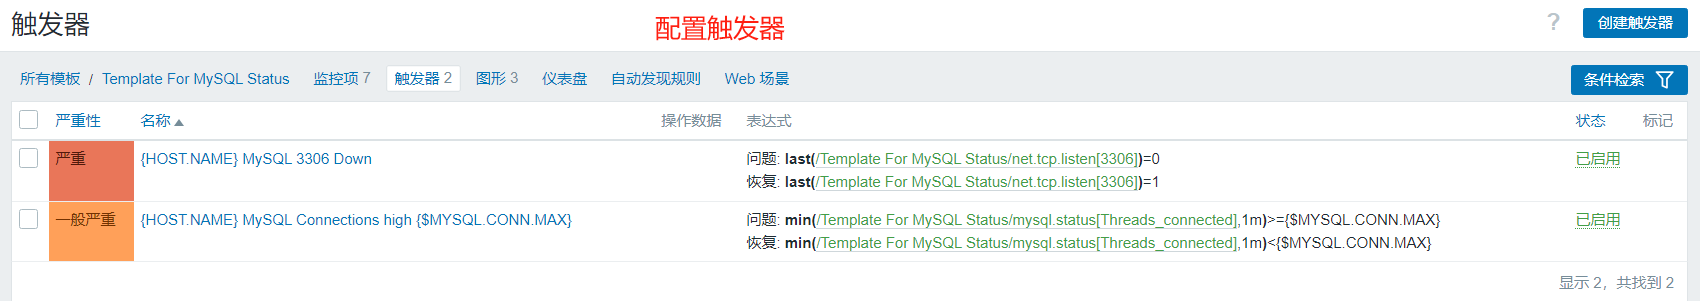 触发器
配置触发器
?
创建触发器
所有模板 / Template For MySQL Status 监控项 7 触发器 2 图形 3 仪表盘 自动发现规则 Web 场景
条件检索
严重性 名称 操作数据 表达式 状态 标记
严重 {HOST.NAME} MySQL 3306 Down 问题: last(/Template For MySQL Status/net.tcp.listen[3306])=0 已启用
恢复: last(/Template For MySQL Status/net.tcp.listen[3306])=1
一般严重 {HOST.NAME} MySQL Connections high {$MYSQL.CONN.MAX} 问题: min(/Template For MySQL Status/mysql.status[Threads_connected],1m)>={$MYSQL.CONN.MAX} 已启用
恢复: min(/Template For MySQL Status/mysql.status[Threads_connected],1m)<{$MYSQL.CONN.MAX}
显示 2，共找到 2